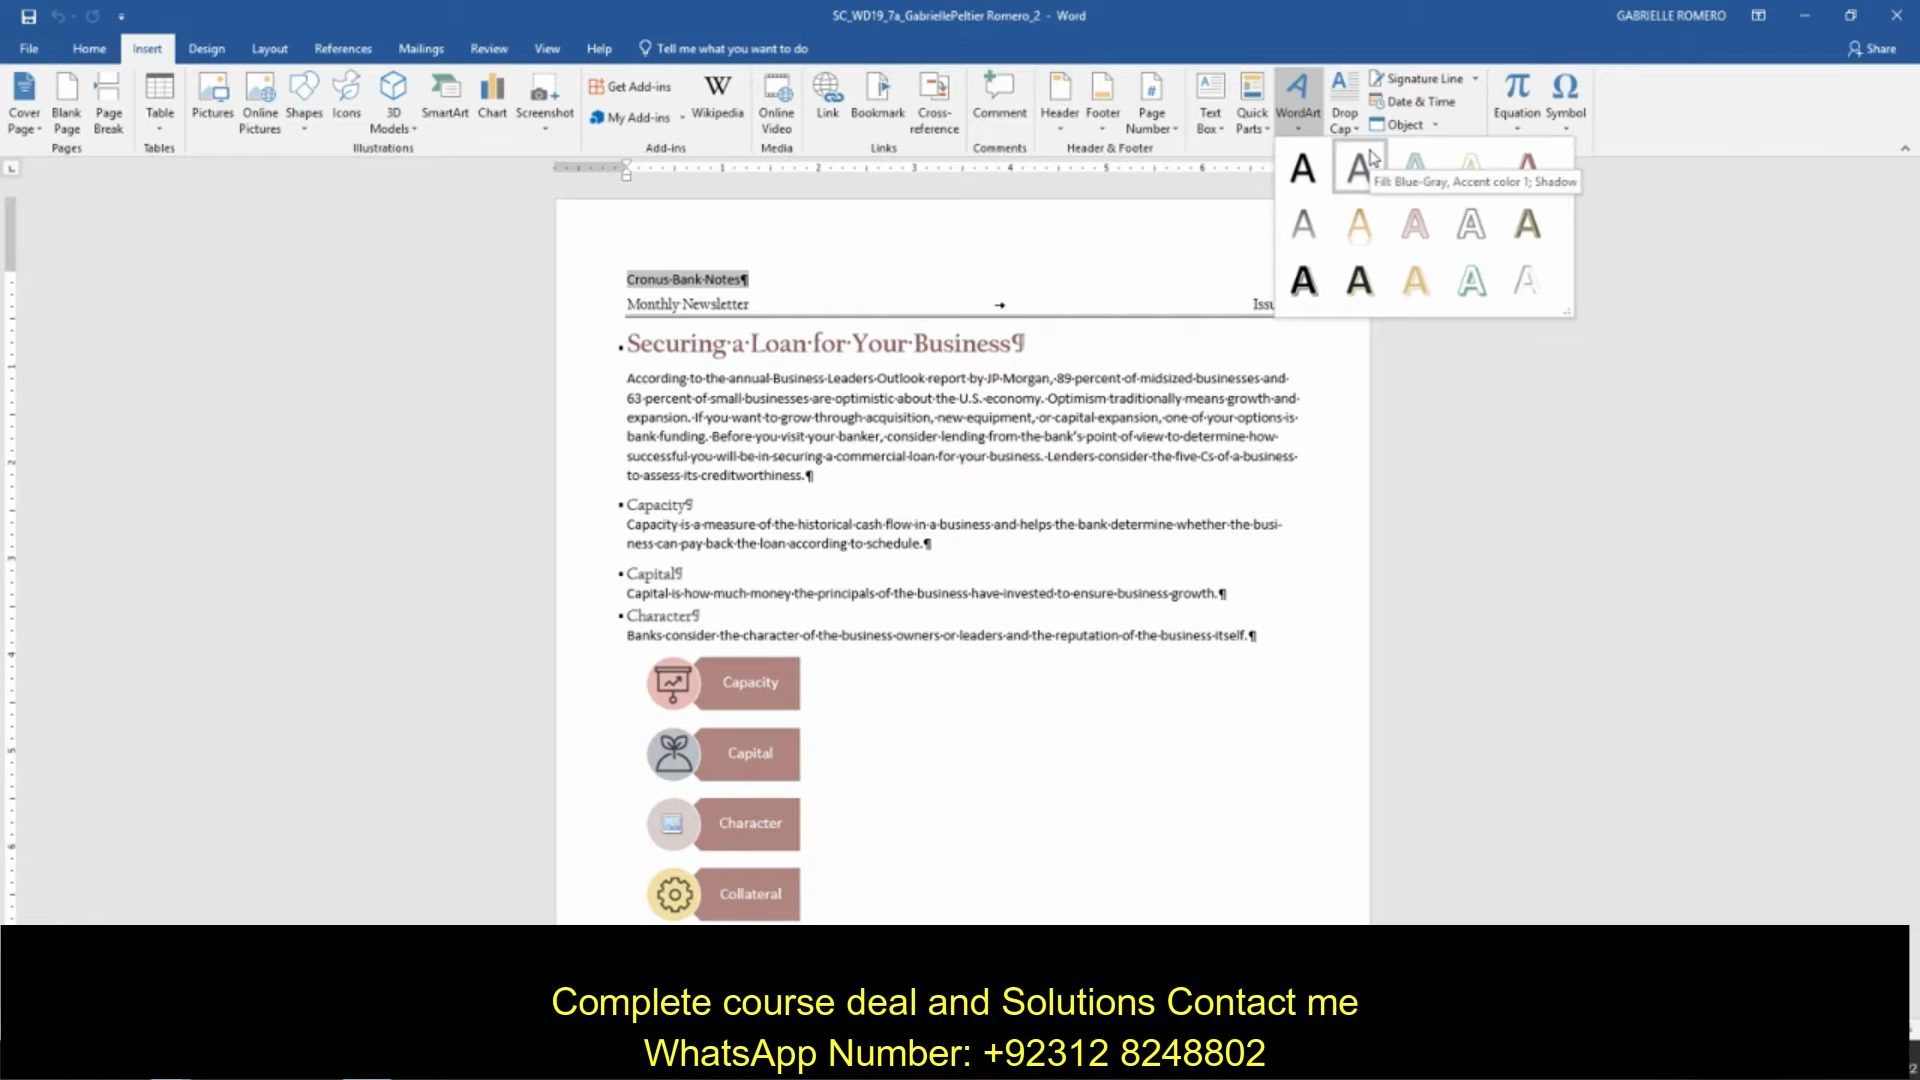 SC_WD19_7a_GabriellePeltier Romero_2 - Word
GABRIELLE ROMERO
File Home Insert Design Layout References Mailings Review View Help Tell me what you want to do Share
Cover Page
Blank Page
Page Break
Pages
Table
Tables
Pictures
Online Pictures
Shapes
Icons
3D Models
SmartArt
Chart
Screenshot
Illustrations
Get Add-ins
My Add-ins
Wikipedia
Add-ins
Online Video
Media
Link
Bookmark
Cross-reference
Links
Comment
Comments
Header
Footer
Page Number
Header & Footer
Text Box
Quick Parts
WordArt
Drop Cap
Signature Line
Date & Time
Object
Equation
Symbol
Fill: Blue-Gray, Accent color 1; Shadow
Cronus·Bank·Notes¶
Monthly·Newsletter → Issu
Securing·a·Loan·for·Your·Business¶
According·to·the·annual·Business·Leaders·Outlook·report·by·JP·Morgan,·89·percent·of·midsized·businesses·and·
63·percent·of·small·businesses·are·optimistic·about·the·U.S.·economy.·Optimism·traditionally·means·growth·and·
expansion.·If·you·want·to·grow·through·acquisition,·new·equipment,·or·capital·expansion,·one·of·your·options·is·
bank·funding.·Before·you·visit·your·banker,·consider·lending·from·the·bank's·point·of·view·to·determine·how·
successful·you·will·be·in·securing·a·commercial·loan·for·your·business.·Lenders·consider·the·five·Cs·of·a·business·
to·assess·its·creditworthiness.¶
Capacity¶
Capacity·is·a·measure·of·the·historical·cash·flow·in·a·business·and·helps·the·bank·determine·whether·the·busi-
ness·can·pay·back·the·loan·according·to·schedule.¶
Capital¶
Capital·is·how·much·money·the·principals·of·the·business·have·invested·to·ensure·business·growth.¶
Character¶
Banks·consider·the·character·of·the·business·owners·or·leaders·and·the·reputation·of·the·business·itself.¶
Capacity
Capital
Character
Collateral
Complete course deal and Solutions Contact me
WhatsApp Number: +92312 8248802